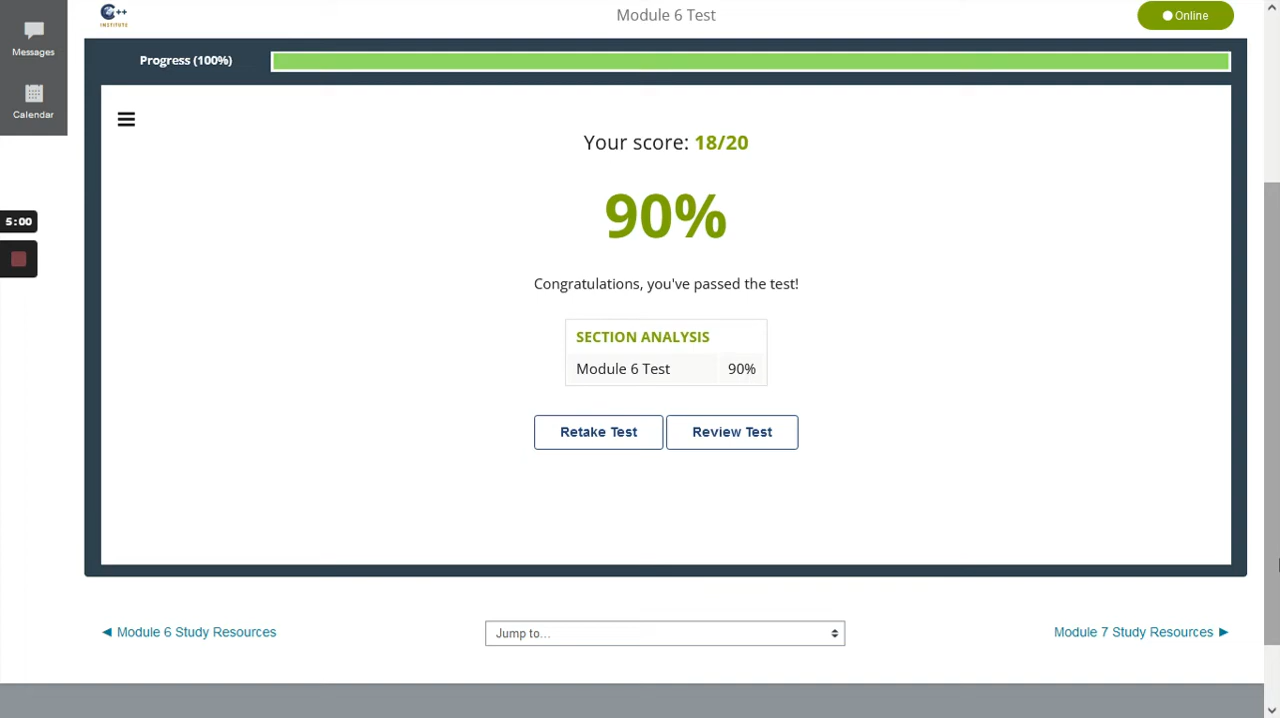 C++
INSTITUTE
Module 6 Test
Online
Messages
Calendar
Progress (100%)
Your score: 18/20
90%
Congratulations, you've passed the test!
SECTION ANALYSIS
Module 6 Test 90%
Retake Test Review Test
5:00
◄ Module 6 Study Resources
Jump to...
Module 7 Study Resources ►